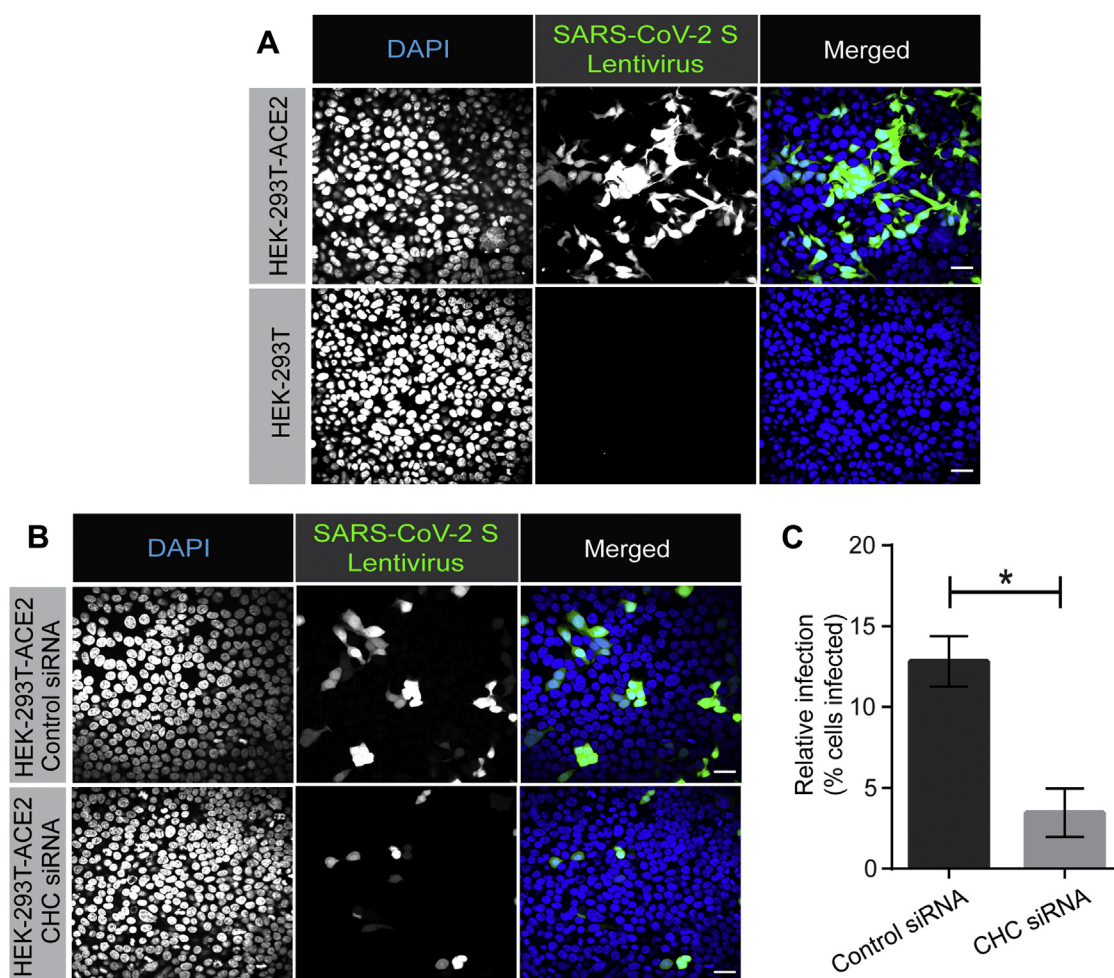 A
DAPI
SARS-CoV-2 S
Lentivirus
Merged
HEK-293T-ACE2
HEK-293T
B
DAPI
SARS-CoV-2 S
Lentivirus
Merged
HEK-293T-ACE2
Control siRNA
HEK-293T-ACE2
CHC siRNA
C
Relative infection
(% cells infected)
20
15
10
5
0
*
Control siRNA
CHC siRNA